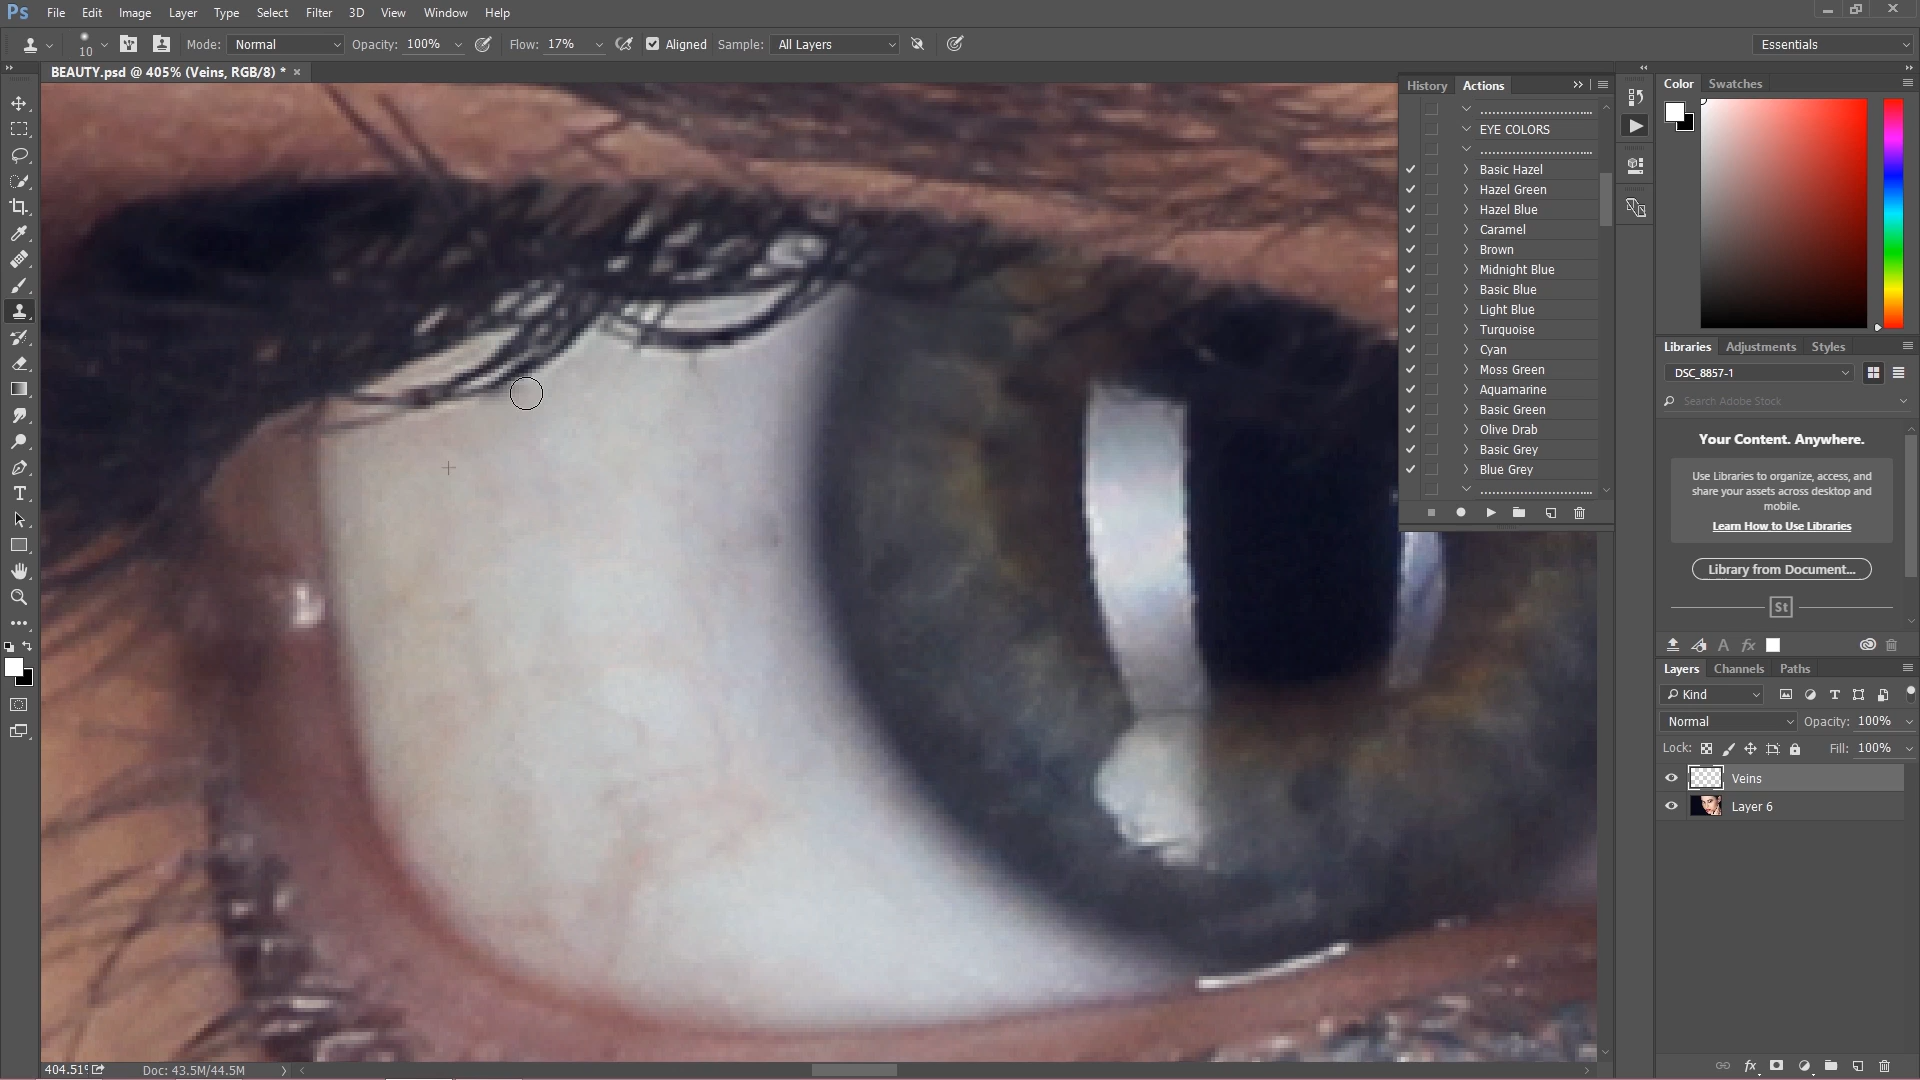 Ps File Edit Image Layer Type Select Filter 3D View Window Help
10 Mode: Normal Opacity: 100% Flow: 17% Aligned Sample: All Layers Essentials
BEAUTY.psd @ 405% (Veins, RGB/8) * ×
History Actions
EYE COLORS
Basic Hazel
Hazel Green
Hazel Blue
Caramel
Brown
Midnight Blue
Basic Blue
Light Blue
Turquoise
Cyan
Moss Green
Aquamarine
Basic Green
Olive Drab
Basic Grey
Blue Grey
Color Swatches
Libraries Adjustments Styles
DSC_8857-1
Search Adobe Stock
Your Content. Anywhere.
Use Libraries to organize, access, and
share your assets across desktop and
mobile.
Learn How to Use Libraries
Library from Document...
St
A fx
Layers Channels Paths
Kind T
Normal Opacity: 100%
Lock: Fill: 100%
Veins
Layer 6
fx
T
404.51% Doc: 43.5M/44.5M